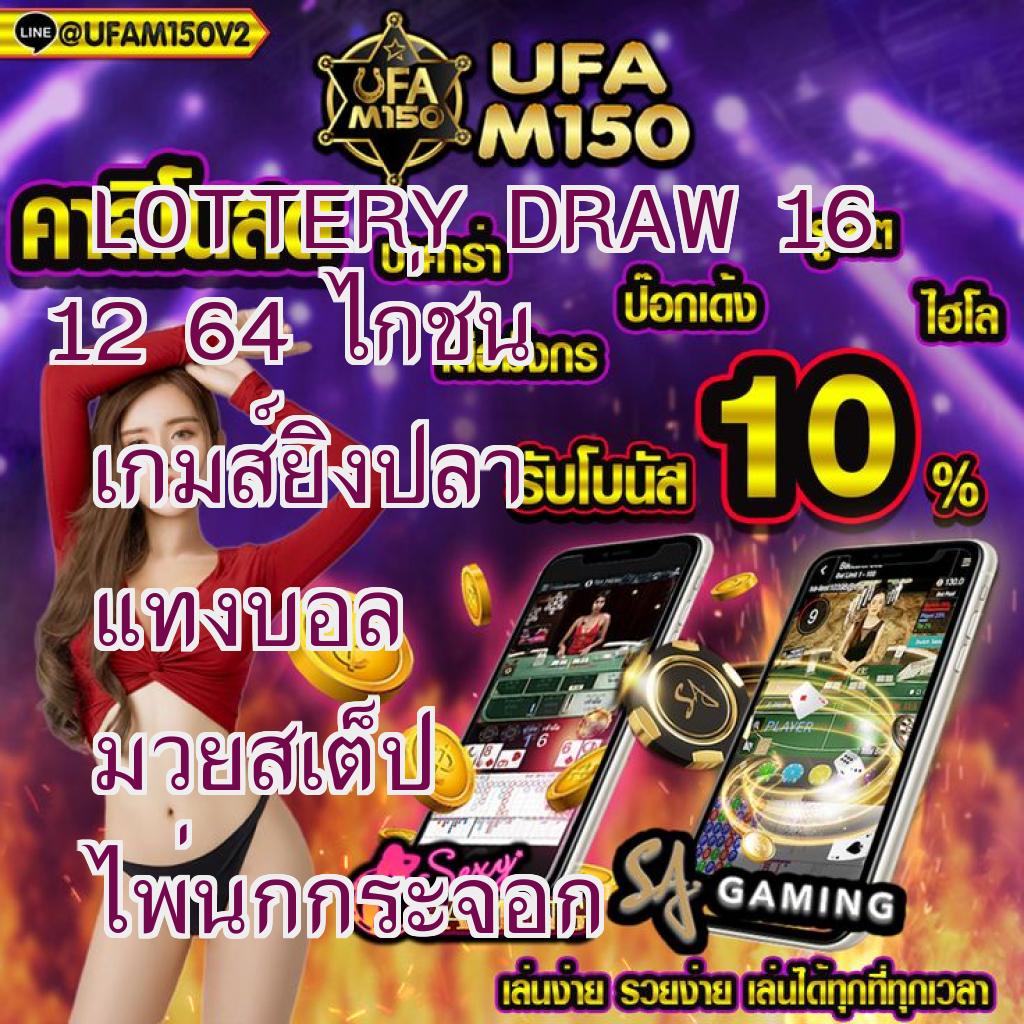 LINE @UFAM150V2
UFA
M150
UFA
M150
LOTTERY DRAW 16
12 64 ไก่ชน
ป๊อกเด้ง
ไฮโล
เกมส์ยิงปลา
รับโบนัส 10 %
แทงบอล
มวยสเต็ป
ไพ่นกกระจอก
PLAYER
Sexy
SA GAMING
เล่นง่าย รวยง่าย เล่นได้ทุกที่ทุกเวลา